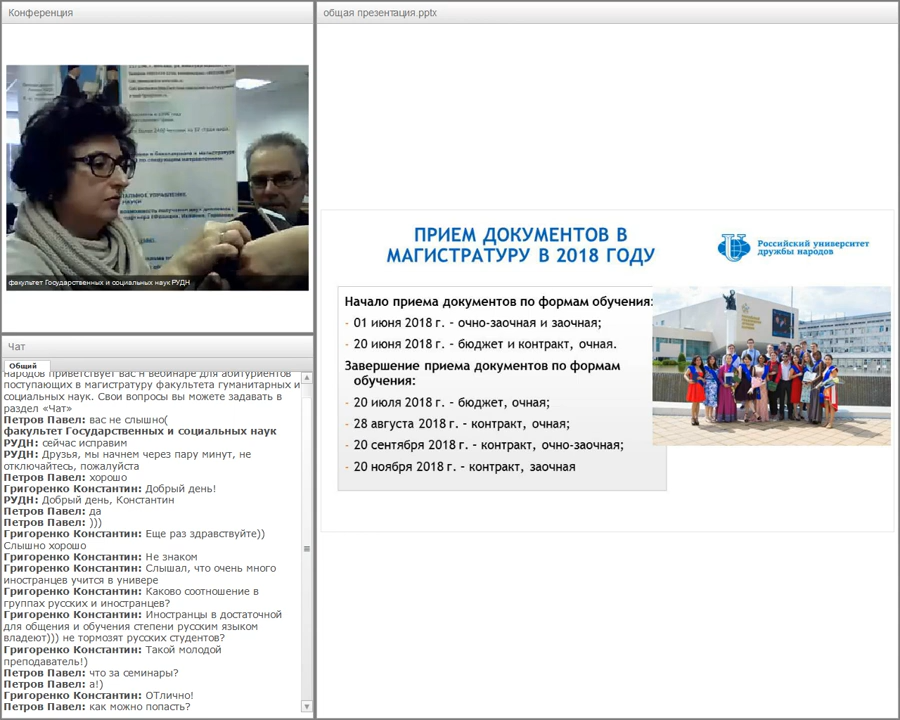 Конференция
факультет Государственных и социальных наук РУДН
Чат
Общий
народов приветствует вас н вебинаре для абитуриентов
поступающих в магистратуру факультета гуманитарных и
социальных наук. Свои вопросы вы можете задавать в
раздел «Чат»
Петров Павел: вас не слышно(
факультет Государственных и социальных наук
РУДН: сейчас исправим
РУДН: Друзья, мы начнем через пару минут, не
отключайтесь, пожалуйста
Петров Павел: хорошо
Григоренко Константин: Добрый день!
РУДН: Добрый день, Константин
Петров Павел: да
Петров Павел: )))
Григоренко Константин: Еще раз здравствуйте))
Слышно хорошо
Григоренко Константин: Не знаком
Григоренко Константин: Слышал, что очень много
иностранцев учится в универе
Григоренко Константин: Каково соотношение в
группах русских и иностранцев?
Григоренко Константин: Иностранцы в достаточной
для общения и обучения степени русским языком
владеют))) не тормозят русских студентов?
Григоренко Константин: Такой молодой
преподаватель!)
Петров Павел: что за семинары?
Петров Павел: а!)
Григоренко Константин: ОТлично!
Петров Павел: как можно попасть?
общая презентация.pptx
ПРИЕМ ДОКУМЕНТОВ В
МАГИСТРАТУРУ В 2018 ГОДУ
Российский университет
дружбы народов
Начало приема документов по формам обучения:
- 01 июня 2018 г. – очно-заочная и заочная;
- 20 июня 2018 г. – бюджет и контракт, очная.
Завершение приема документов по формам
обучения:
- 20 июля 2018 г. – бюджет, очная;
- 28 августа 2018 г. – контракт, очная;
- 20 сентября 2018 г. – контракт, очно-заочная;
- 20 ноября 2018 г. – контракт, заочная